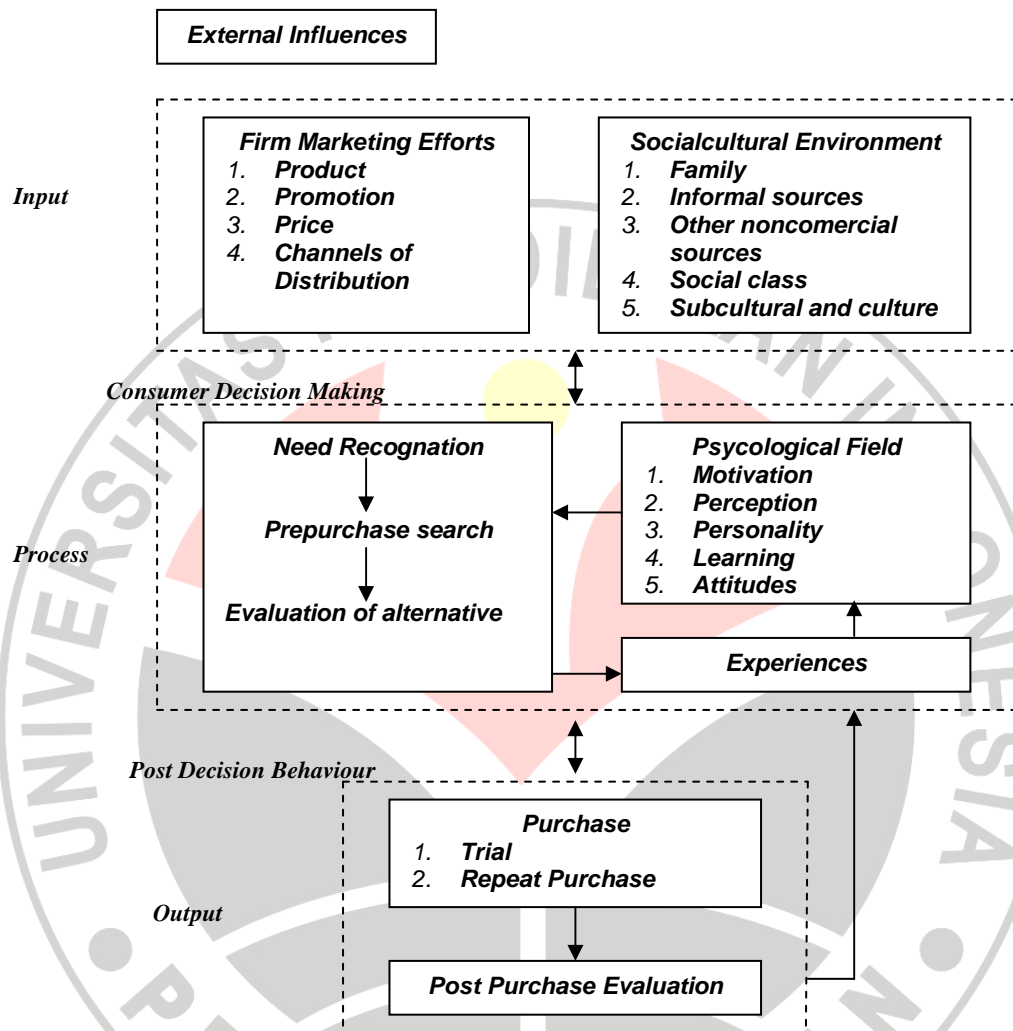 External Influences
Firm Marketing Efforts
1. Product
2. Promotion
3. Price
4. Channels of
Distribution
Socialcultural Environment
1. Family
2. Informal sources
3. Other noncomercial
sources
4. Social class
5. Subcultural and culture
Input
Consumer Decision Making
Need Recognation
Prepurchase search
Evaluation of alternative
Psycological Field
1. Motivation
2. Perception
3. Personality
4. Learning
5. Attitudes
Process
Experiences
Post Decision Behaviour
Purchase
1. Trial
2. Repeat Purchase
Output
Post Purchase Evaluation
UNIVERSITAS